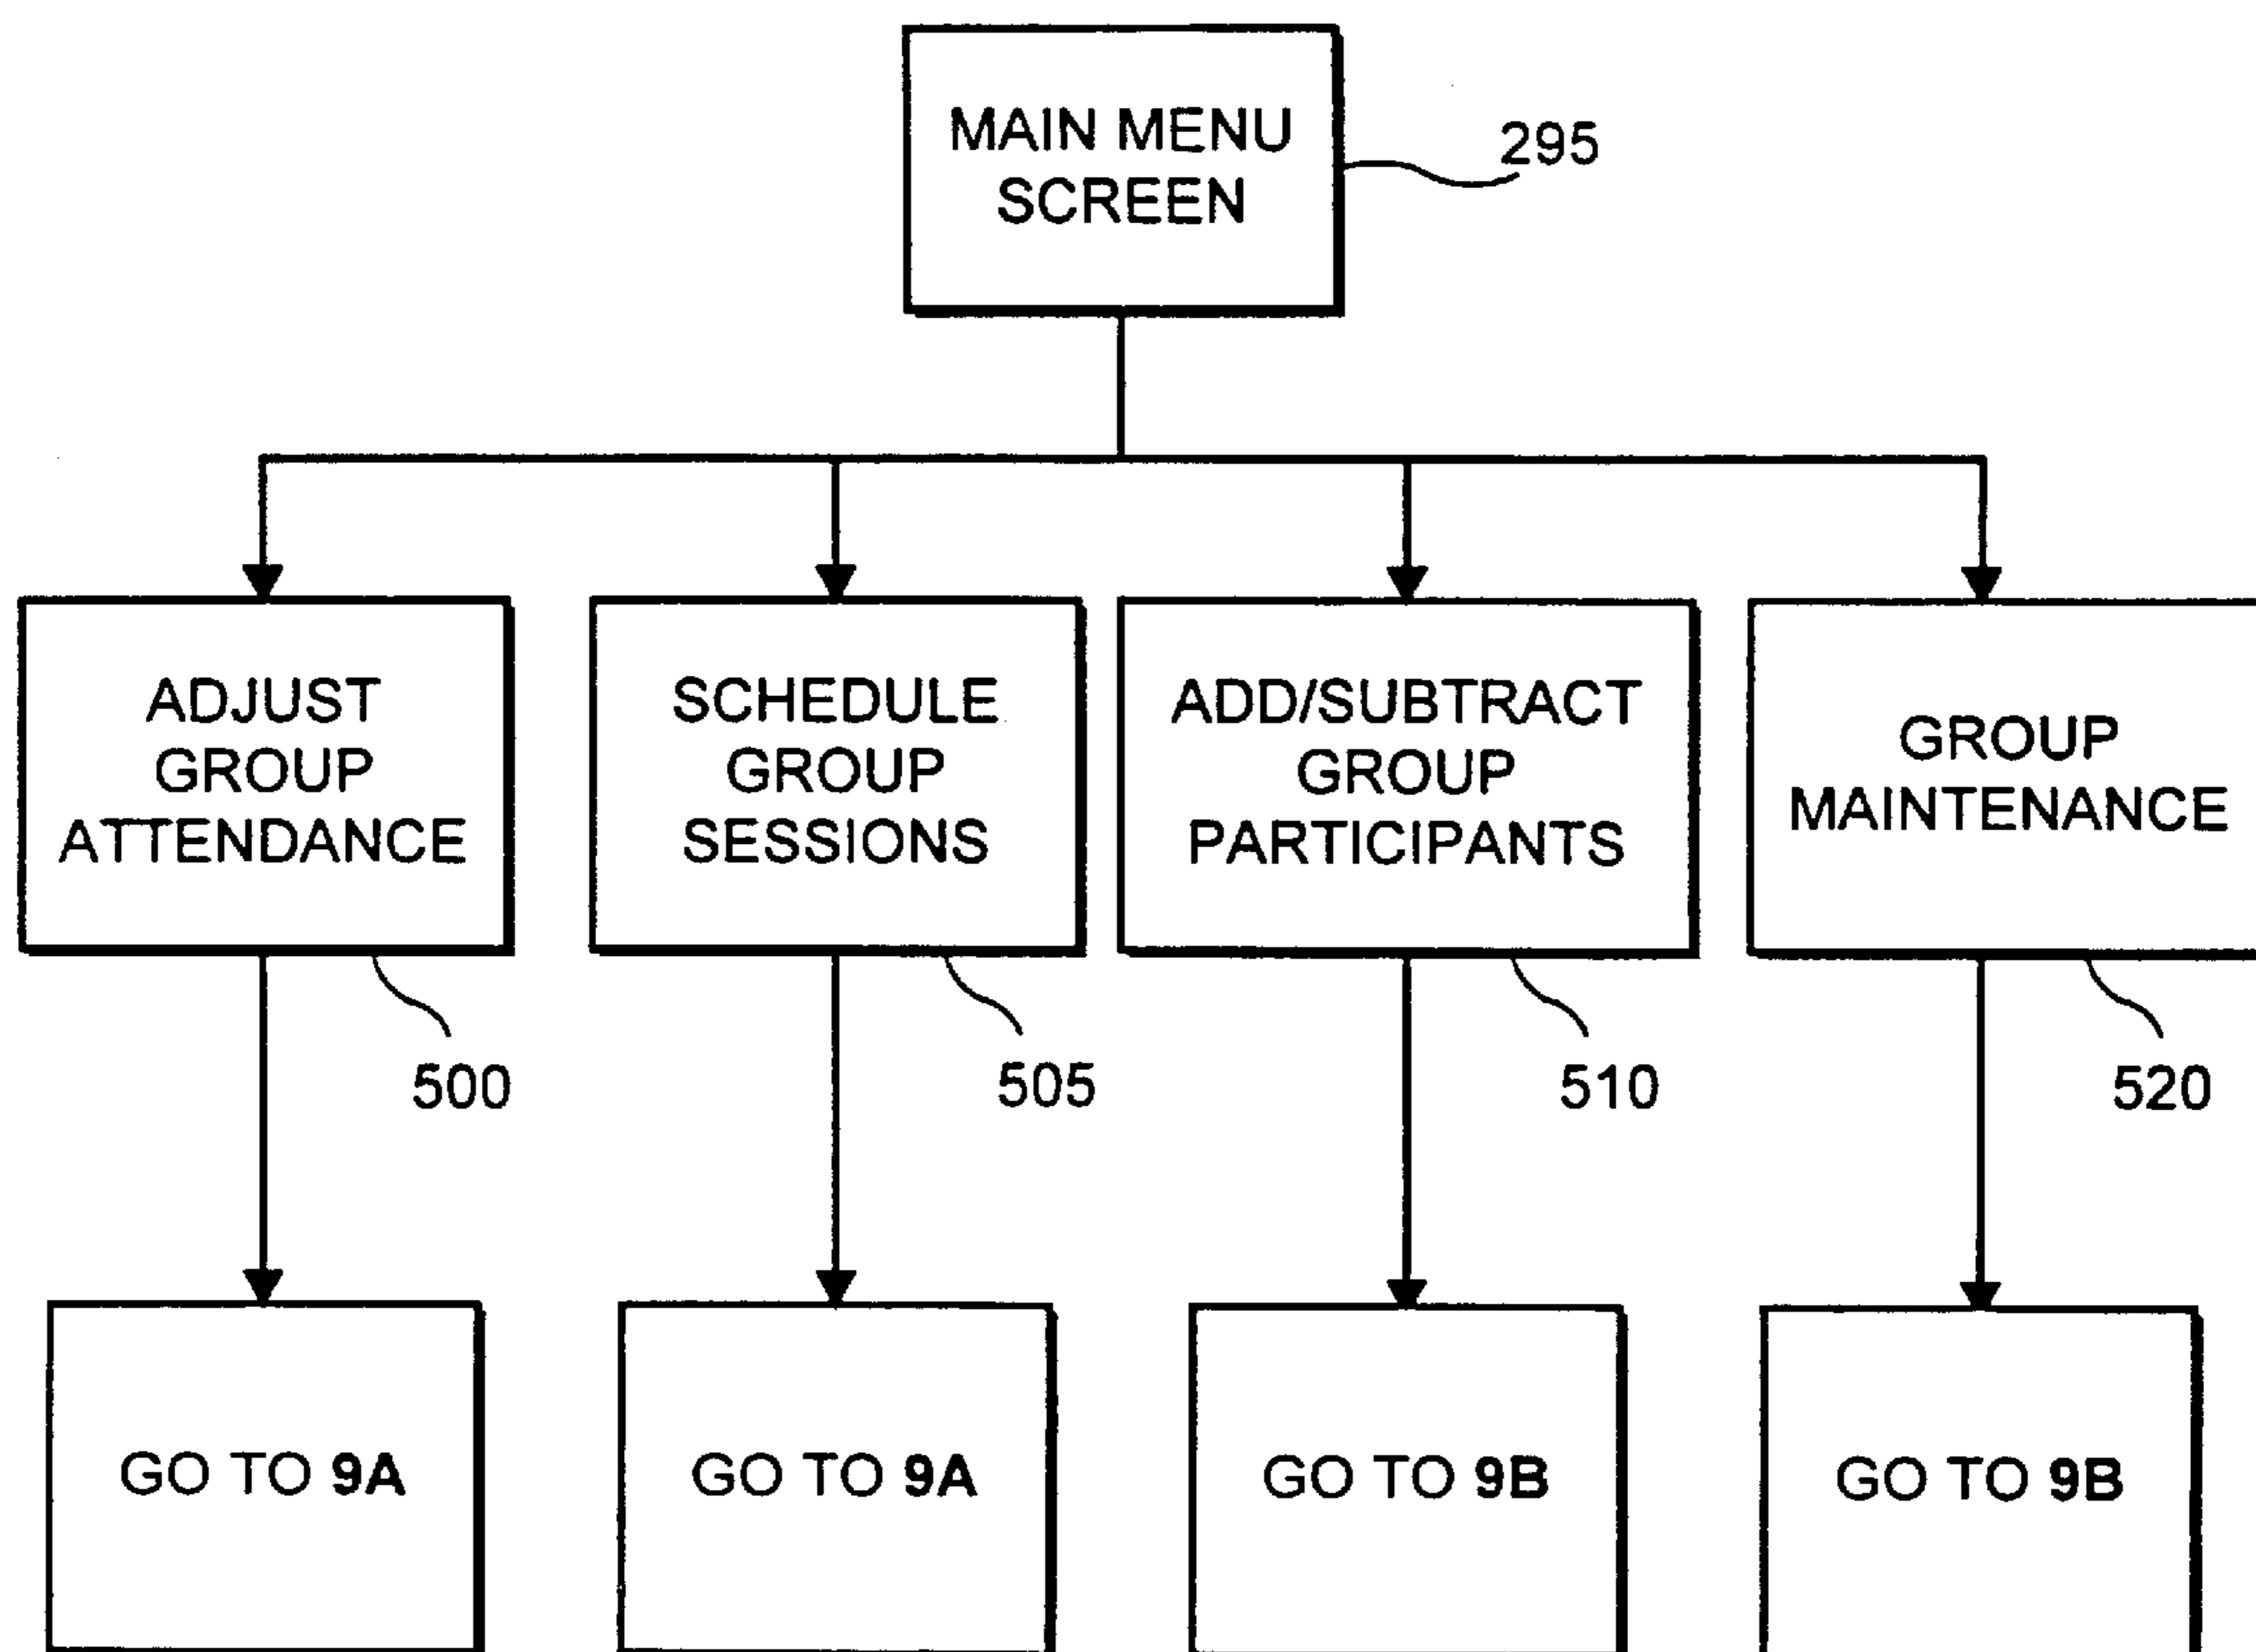 MAIN MENU
SCREEN
295
ADJUST
GROUP
ATTENDANCE
SCHEDULE
GROUP
SESSIONS
ADD/SUBTRACT
GROUP
PARTICIPANTS
GROUP
MAINTENANCE
500
505
510
520
GO TO 9A
GO TO 9A
GO TO 9B
GO TO 9B